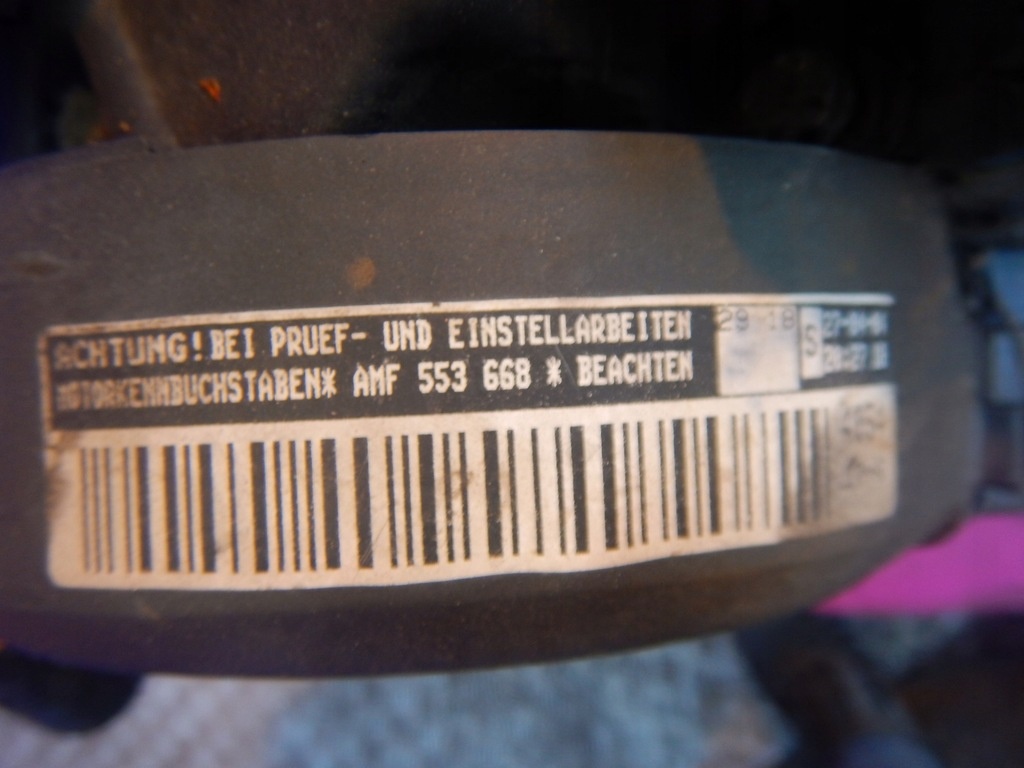 ACHTUNG! BEI PRUEF- UND EINSTELLARBEITEN
MOTORKENNBUCHSTABEN* AMF 553 668 * BEACHTEN
S